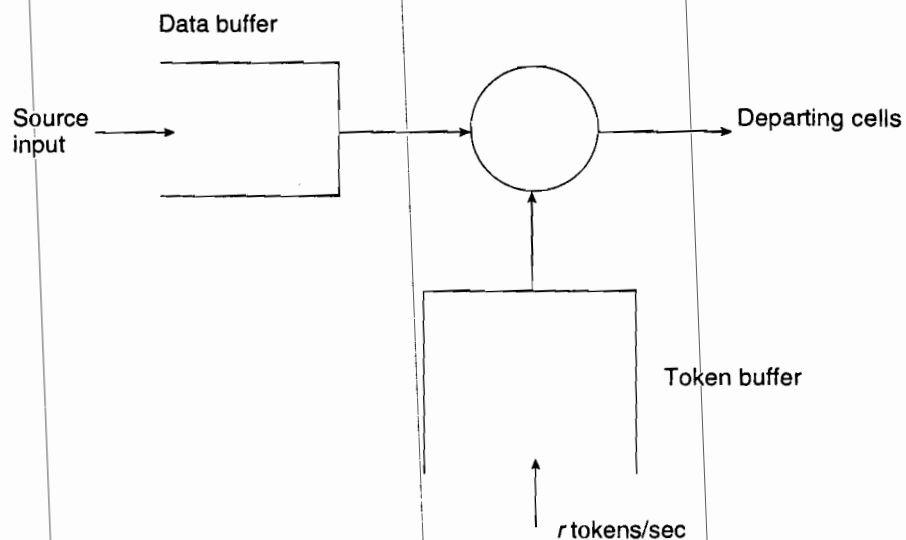 Data buffer
Source
input
Departing cells
Token buffer
r tokens/sec